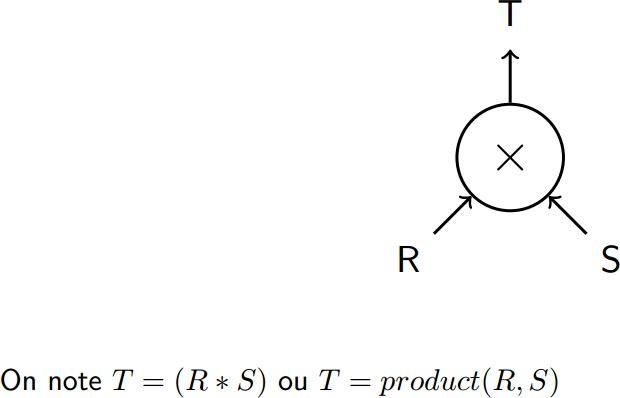 T
×
R S
On note T = (R ∗ S) ou T = product(R, S)